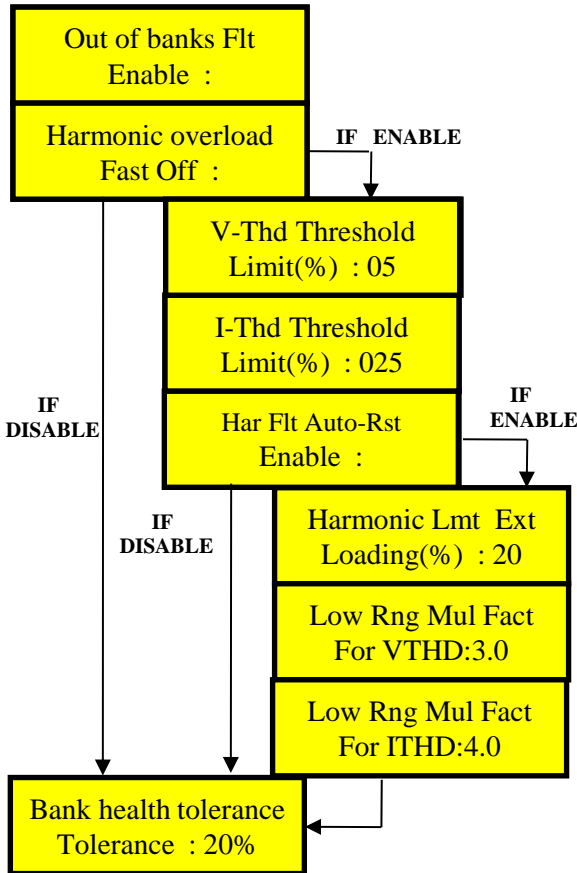 Out of banks Flt
Enable :
Harmonic overload
Fast Off :
IF ENABLE
V-Thd Threshold
Limit(%) : 05
I-Thd Threshold
Limit(%) : 025
IF
DISABLE
Har Flt Auto-Rst
Enable :
IF
ENABLE
IF
DISABLE
Harmonic Lmt Ext
Loading(%) : 20
Low Rng Mul Fact
For VTHD:3.0
Low Rng Mul Fact
For ITHD:4.0
Bank health tolerance
Tolerance : 20%